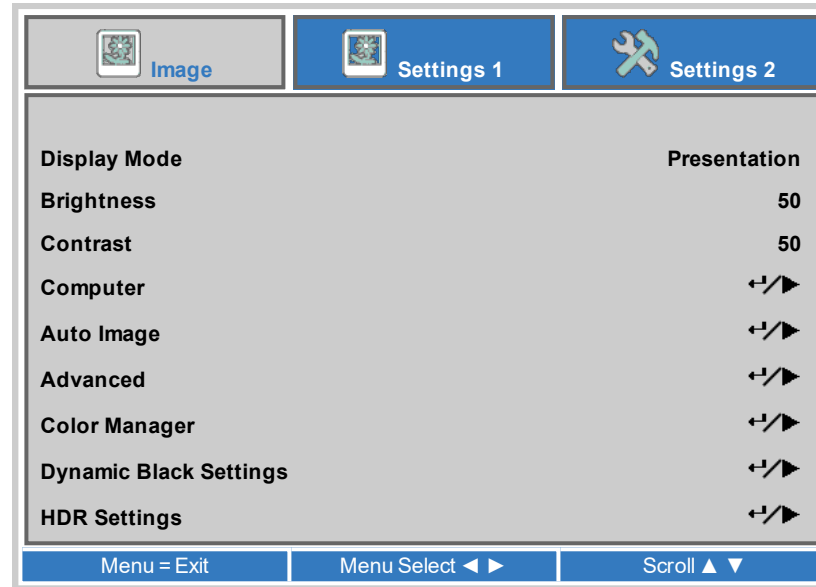 Image Settings 1 Settings 2
Display Mode Presentation
Brightness 50
Contrast 50
Computer ↵/▶
Auto Image ↵/▶
Advanced ↵/▶
Color Manager ↵/▶
Dynamic Black Settings ↵/▶
HDR Settings ↵/▶
Menu = Exit Menu Select ◄ ► Scroll ▲ ▼